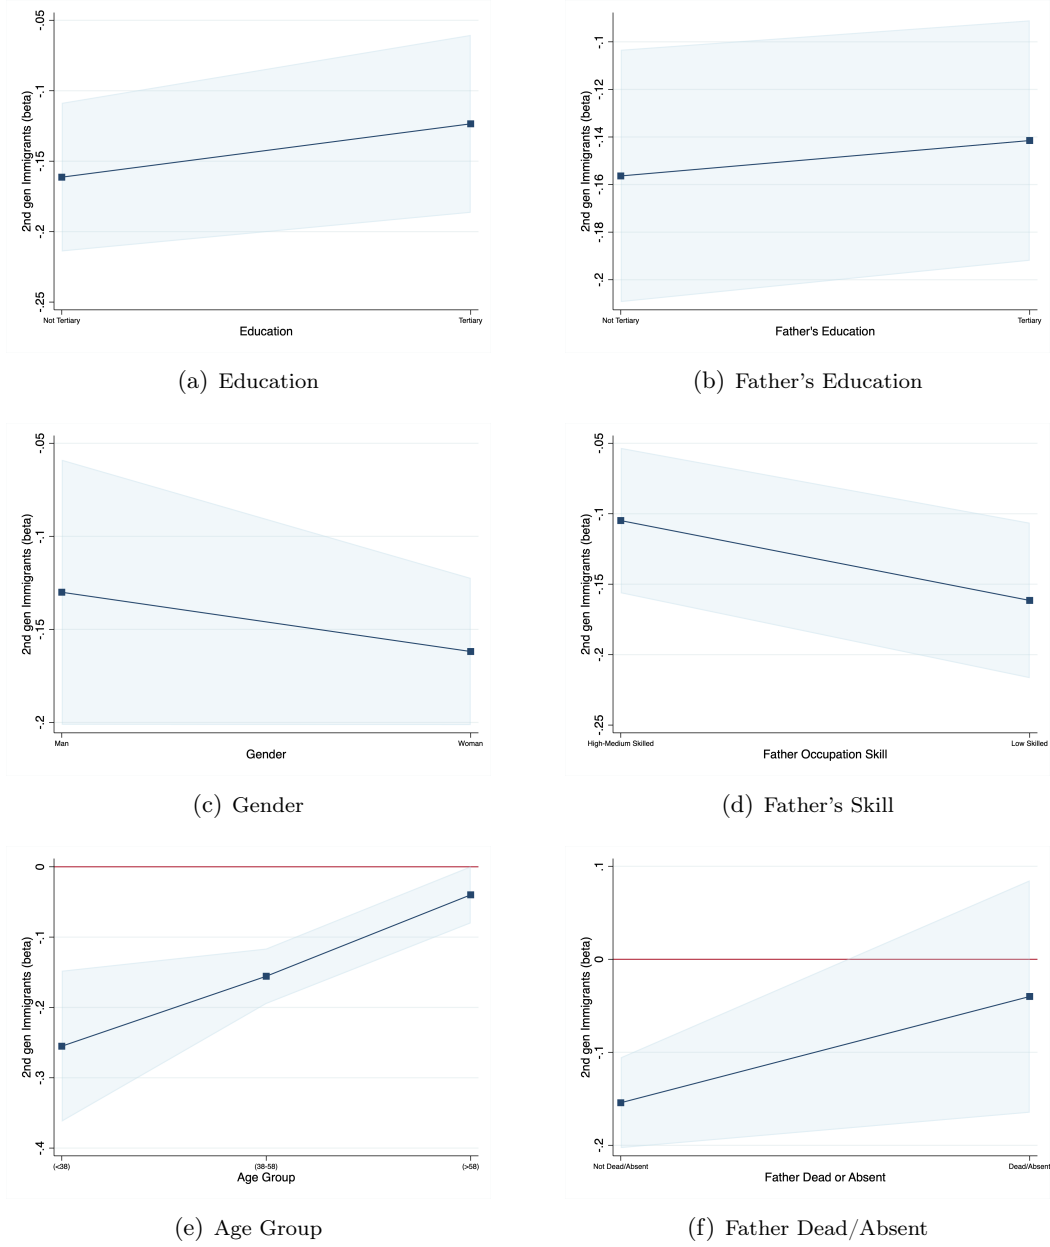 2nd gen Immigrants (beta)
-.05
-.1
-.15
-.2
-.25
Not Tertiary
Tertiary
Education
(a) Education
2nd gen Immigrants (beta)
-.1
-.12
-.14
-.16
-.18
-.2
Not Tertiary
Tertiary
Father's Education
(b) Father's Education
2nd gen Immigrants (beta)
-.05
-.1
-.15
-.2
Man
Woman
Gender
(c) Gender
2nd gen Immigrants (beta)
-.05
-.1
-.15
-.2
-.25
High-Medium Skilled
Low Skilled
Father Occupation Skill
(d) Father's Skill
2nd gen Immigrants (beta)
0
-.1
-.2
-.3
-.4
(<38)
(38-58)
(>58)
Age Group
(e) Age Group
2nd gen Immigrants (beta)
.1
0
-.1
-.2
Not Dead/Absent
Dead/Absent
Father Dead or Absent
(f) Father Dead/Absent